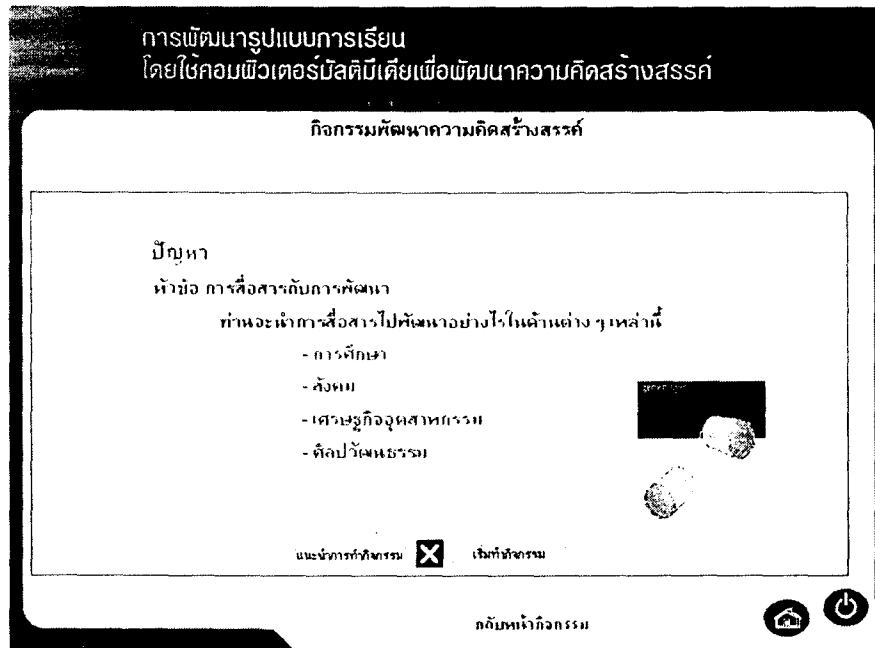 การพัฒนารูปแบบการเรียน
โดยใช้คอมพิวเตอร์มัลติมีเดียเพื่อพัฒนาความคิดสร้างสรรค์
กิจกรรมพัฒนาความคิดสร้างสรรค์
ปัญหา
หัวข้อ การสื่อสารกับการพัฒนา
ท่านจะนำการสื่อสารไปพัฒนาอย่างไรในด้านต่าง ๆ เหล่านี้
- การศึกษา
- สังคม
- เศรษฐกิจอุตสาหกรรม
- ศิลปวัฒนธรรม
แนะนำการทำกิจกรรม เริ่มทำกิจกรรม
กลับหน้ากิจกรรม